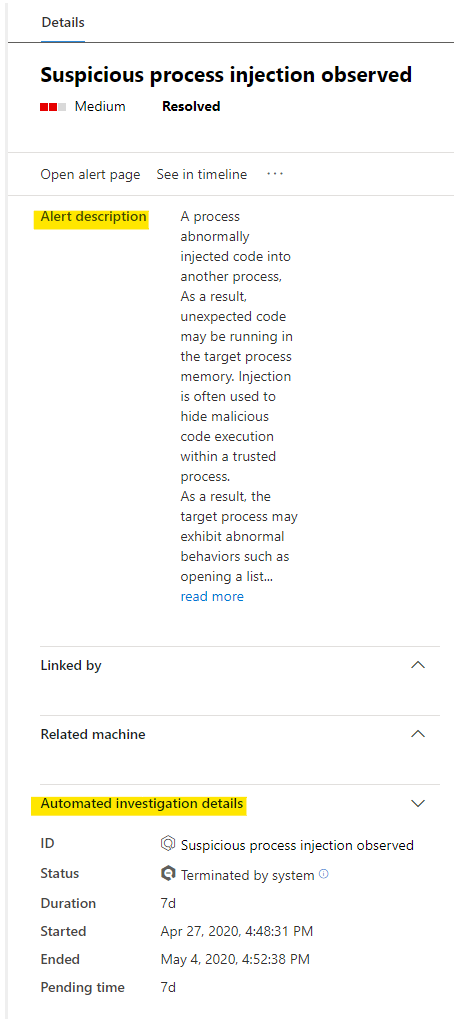 Details
Suspicious process injection observed
Medium Resolved
Open alert page See in timeline ...
Alert description A process
abnormally
injected code into
another process,
As a result,
unexpected code
may be running in
the target process
memory. Injection
is often used to
hide malicious
code execution
within a trusted
process.
As a result, the
target process may
exhibit abnormal
behaviors such as
opening a list...
read more
Linked by
Related machine
Automated investigation details
ID Suspicious process injection observed
Status Terminated by system
Duration 7d
Started Apr 27, 2020, 4:48:31 PM
Ended May 4, 2020, 4:52:38 PM
Pending time 7d